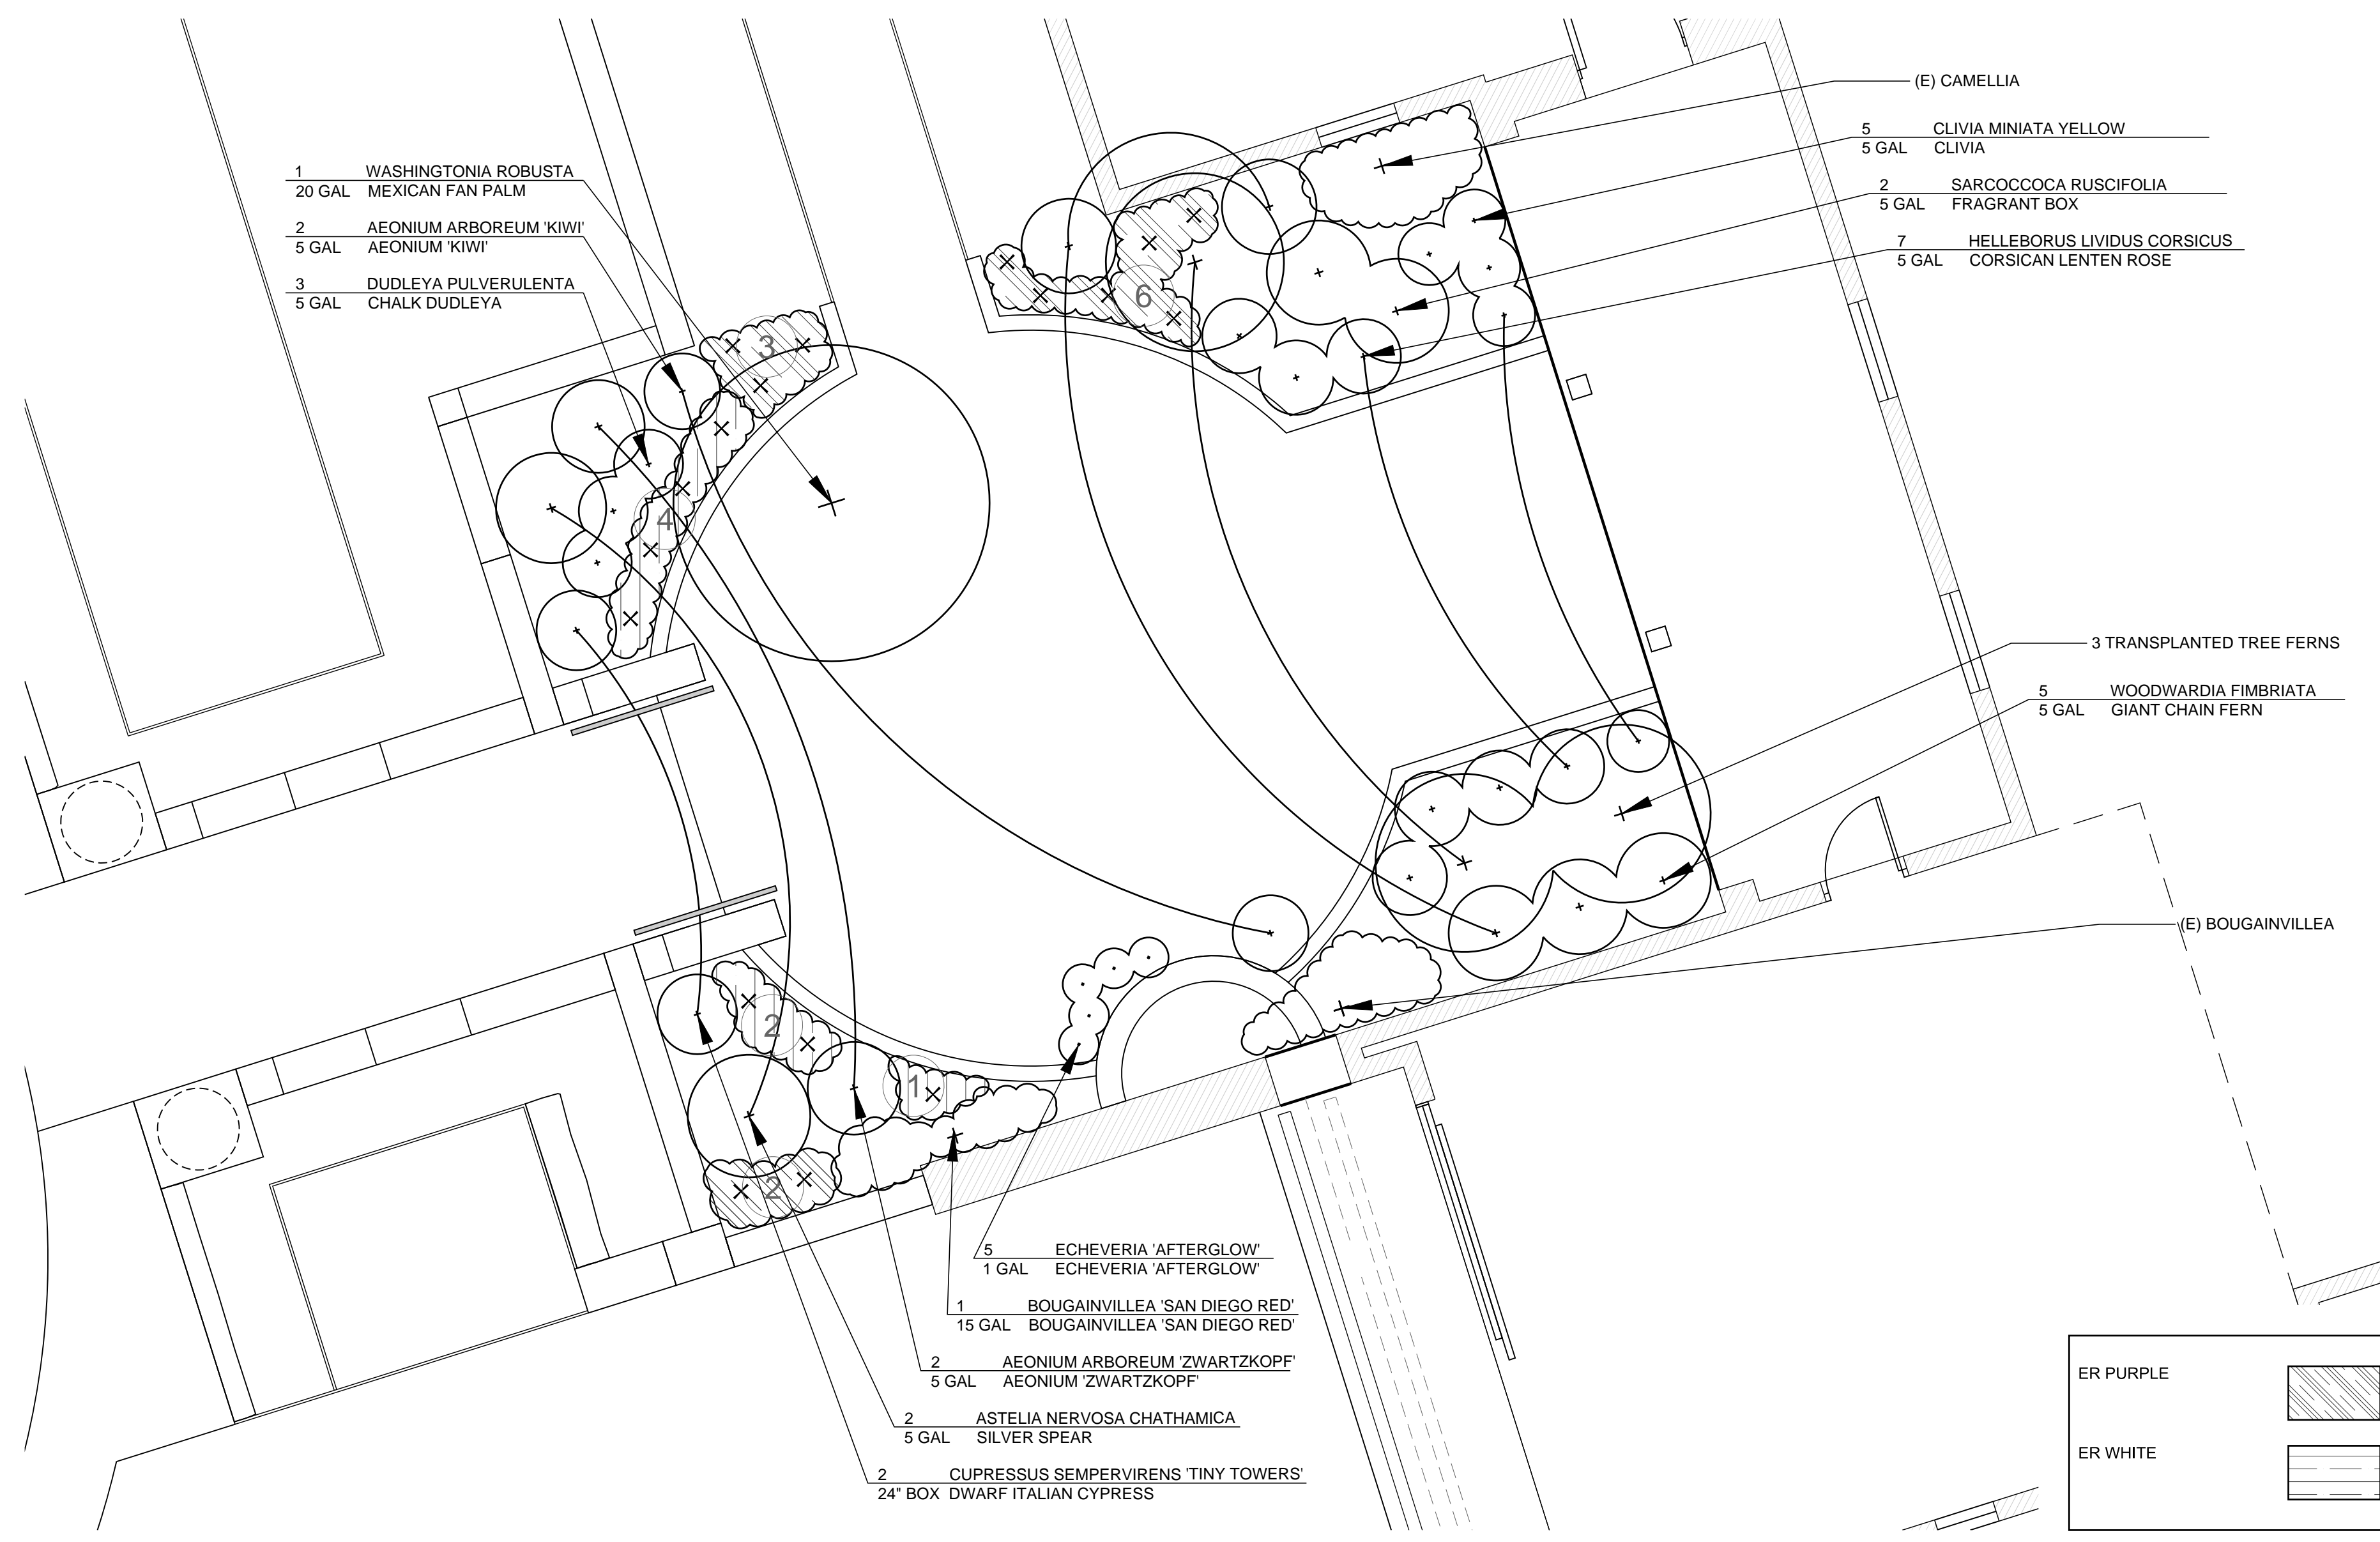 (E) CAMELLIA
5 CLIVIA MINIATA YELLOW
5 GAL CLIVIA
1 WASHINGTONIA ROBUSTA
20 GAL MEXICAN FAN PALM
2 SARCOCCOCA RUSCIFOLIA
5 GAL FRAGRANT BOX
2 AEONIUM ARBOREUM 'KIWI'
5 GAL AEONIUM 'KIWI'
7 HELLEBORUS LIVIDUS CORSICUS
5 GAL CORSICAN LENTEN ROSE
3 DUDLEYA PULVERULENTA
5 GAL CHALK DUDLEYA
6
3
4
3 TRANSPLANTED TREE FERNS
5 WOODWARDIA FIMBRIATA
5 GAL GIANT CHAIN FERN
(E) BOUGAINVILLEA
2
1
2
5 ECHEVERIA 'AFTERGLOW'
1 GAL ECHEVERIA 'AFTERGLOW'
1 BOUGAINVILLEA 'SAN DIEGO RED'
15 GAL BOUGAINVILLEA 'SAN DIEGO RED'
2 AEONIUM ARBOREUM 'ZWARTZKOPF'
5 GAL AEONIUM 'ZWARTZKOPF'
2 ASTELIA NERVOSA CHATHAMICA
5 GAL SILVER SPEAR
2 CUPRESSUS SEMPERVIRENS 'TINY TOWERS'
24" BOX DWARF ITALIAN CYPRESS
ER PURPLE
ER WHITE